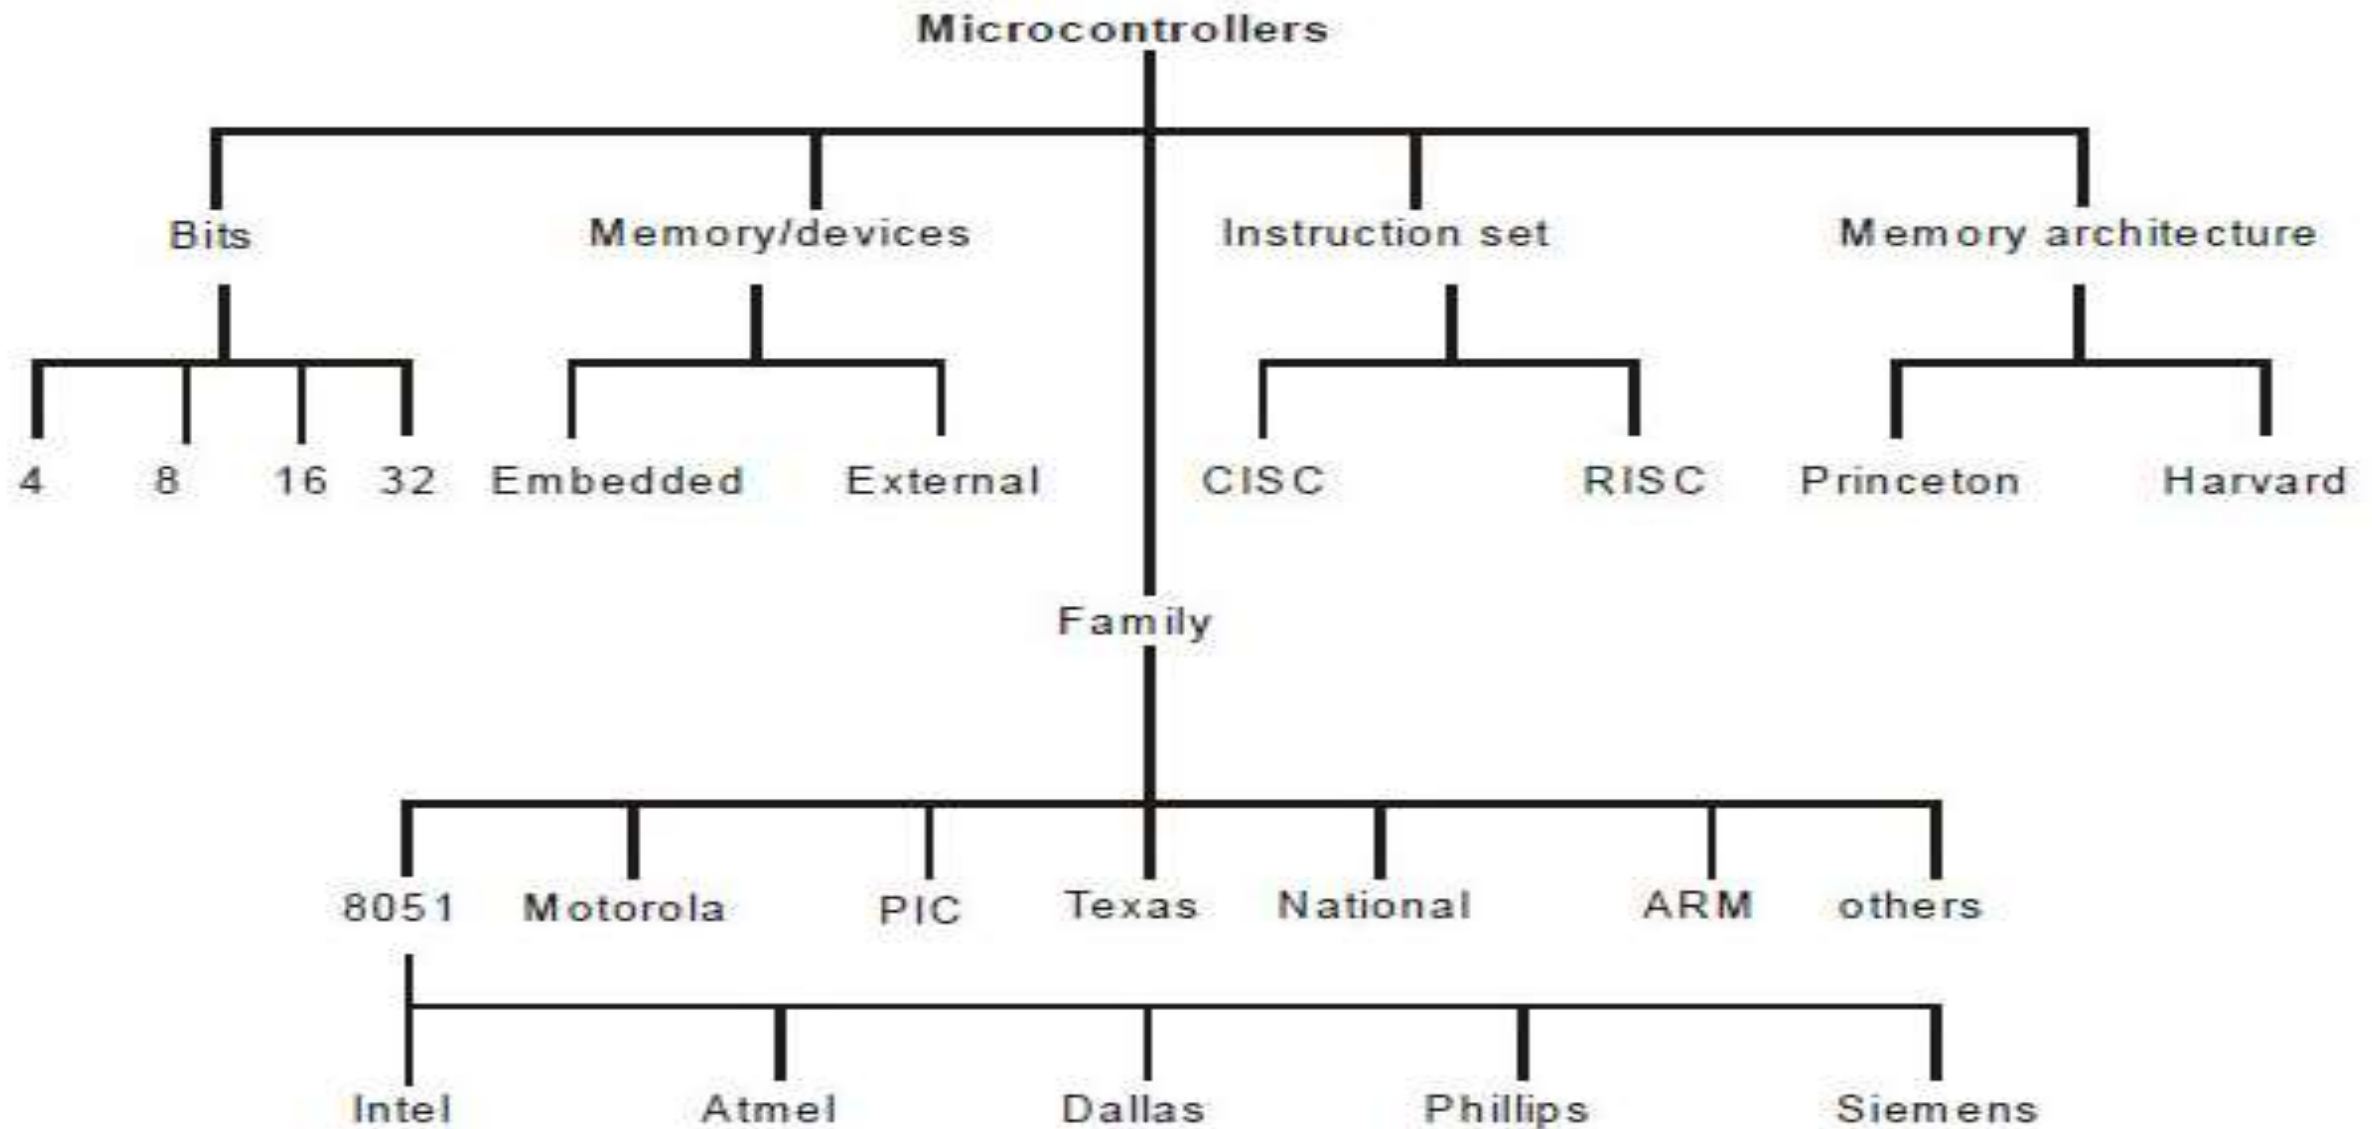 Microcontrollers
Bits Memory/devices Instruction set Memory architecture
4 8 16 32 Embedded External CISC RISC Princeton Harvard
Family
8051 Motorola PIC Texas National ARM others
Intel Atmel Dallas Phillips Siemens